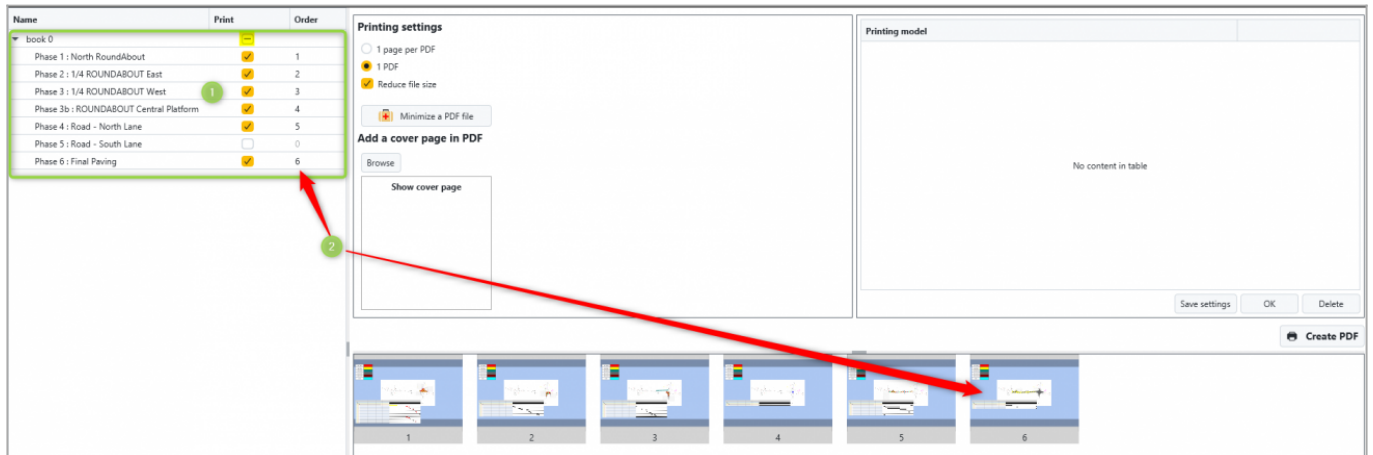 Name Print Order
book 0
Phase 1 : North RoundAbout 1
Phase 2 : 1/4 ROUNDABOUT East 2
Phase 3 : 1/4 ROUNDABOUT West 3
Phase 3b : ROUNDABOUT Central Platform 4
Phase 4 : Road - North Lane 5
Phase 5 : Road - South Lane 0
Phase 6 : Final Paving 6
1
2
Printing settings
1 page per PDF
1 PDF
Reduce file size
Minimize a PDF file
Add a cover page in PDF
Browse
Show cover page
Printing model
No content in table
Save settings OK Delete
Create PDF
1 2 3 4 5 6